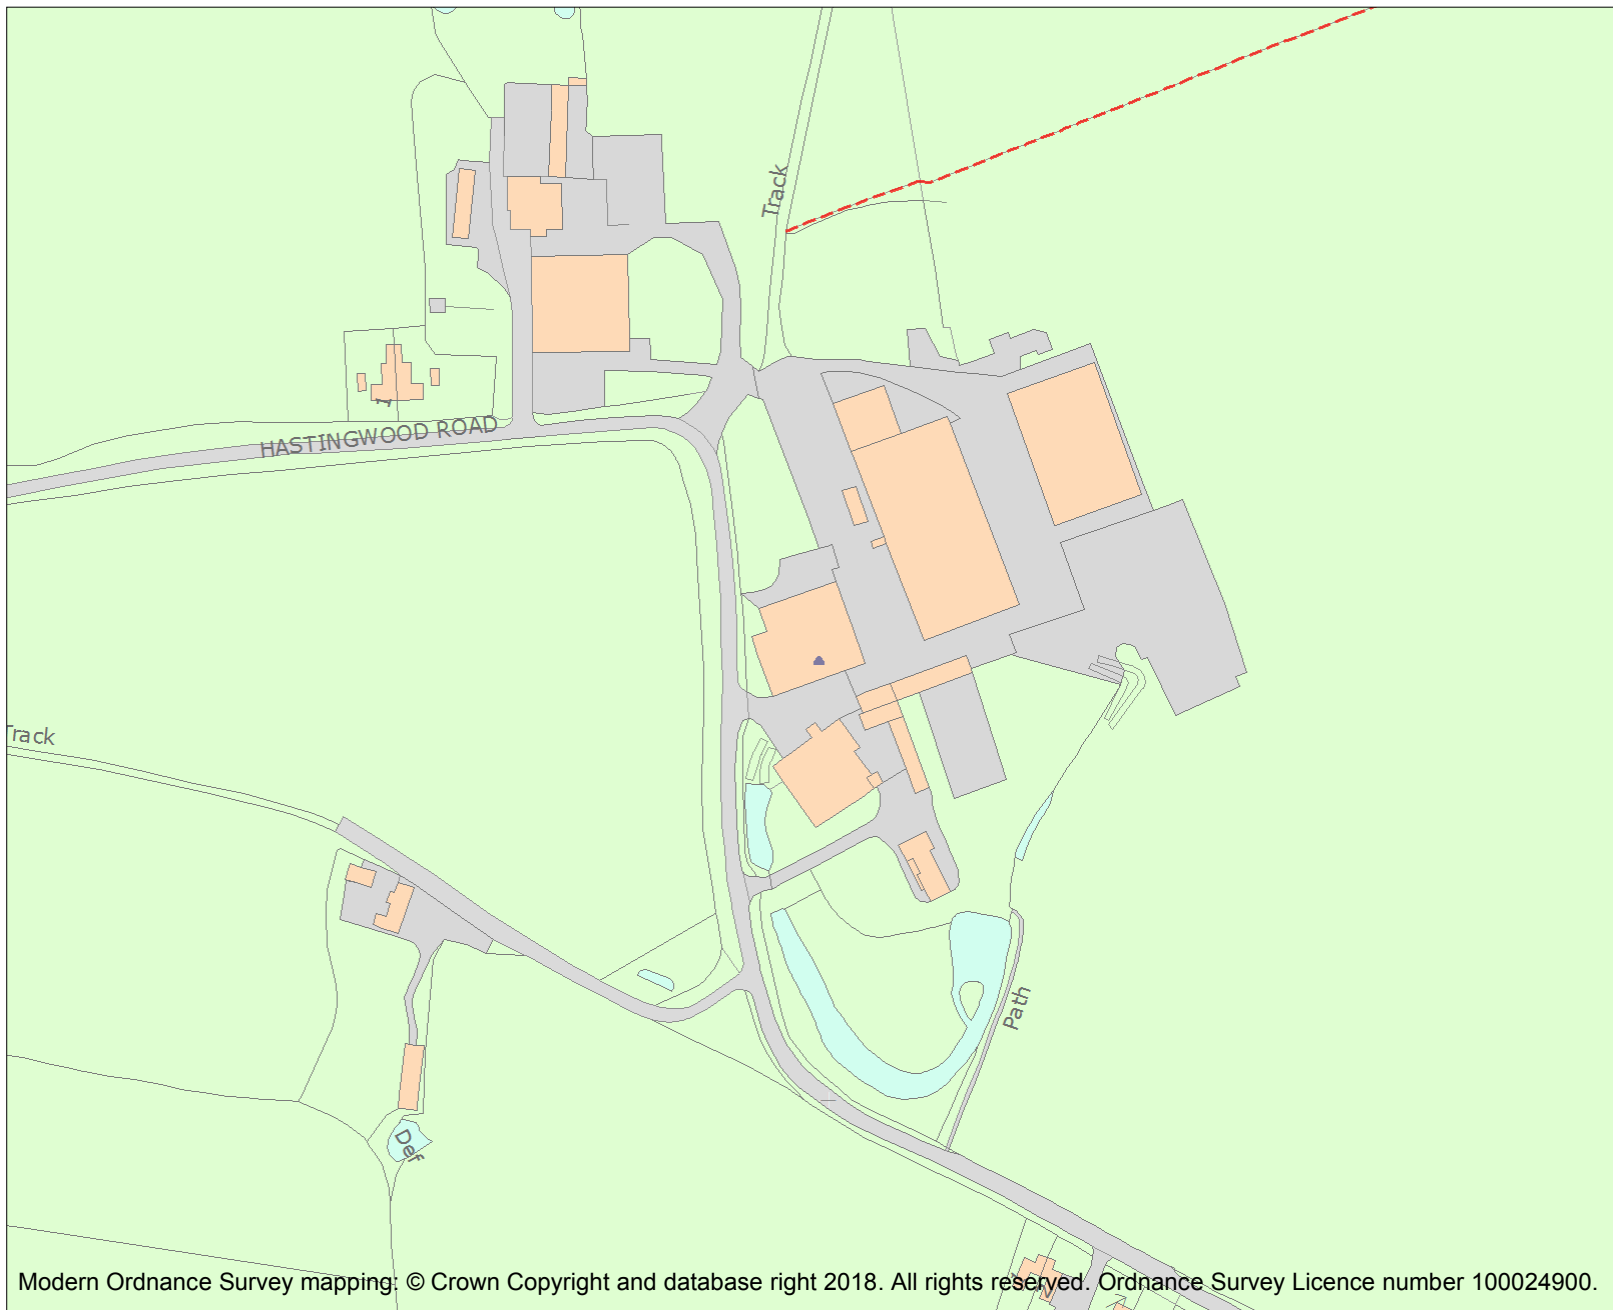 Track
1
HASTINGWOOD ROAD
Track
Path
Def
Modern Ordnance Survey mapping: © Crown Copyright and database right 2018. All rights reserved. Ordnance Survey Licence number 100024900.